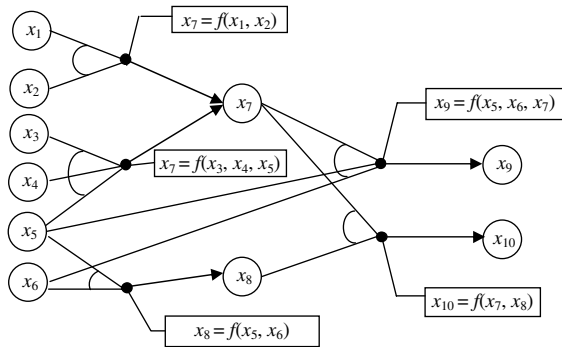 x₁
x₇ = f(x₁, x₂)
x₂
x₇
x₉ = f(x₅, x₆, x₇)
x₃
x₄
x₇ = f(x₃, x₄, x₅)
x₉
x₅
x₁₀
x₆
x₈
x₁₀ = f(x₇, x₈)
x₈ = f(x₅, x₆)